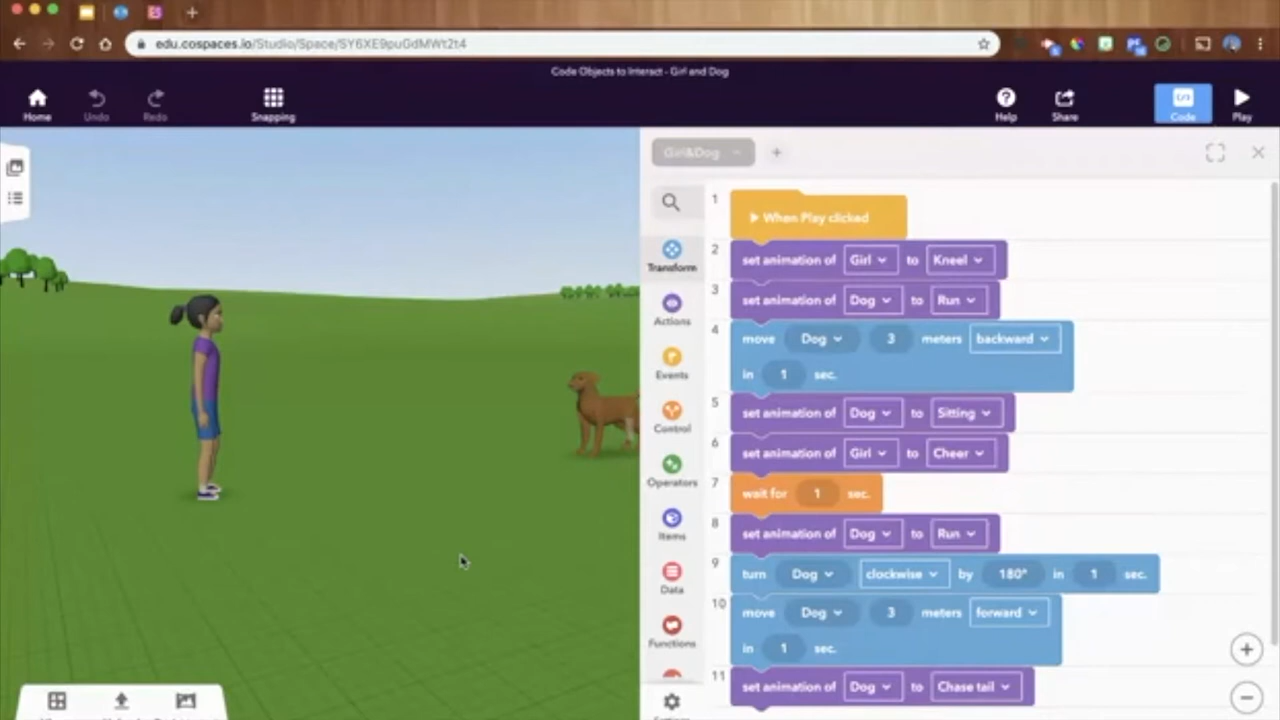 edu.cospaces.io/Studio/Space/SY6XE9puGdMWt2t4
Code Objects to Interact - Girl and Dog
Home Undo Redo Snapping Help Share Code Play
Girl&Dog
Transform
Actions
Events
Control
Operators
Items
Data
Functions
1
When Play clicked
2
set animation of Girl to Kneel
3
set animation of Dog to Run
4
move Dog 3 meters backward
in 1 sec.
5
set animation of Dog to Sitting
6
set animation of Girl to Cheer
7
wait for 1 sec.
8
set animation of Dog to Run
9
turn Dog clockwise by 180° in 1 sec.
10
move Dog 3 meters forward
in 1 sec.
11
set animation of Dog to Chase tail